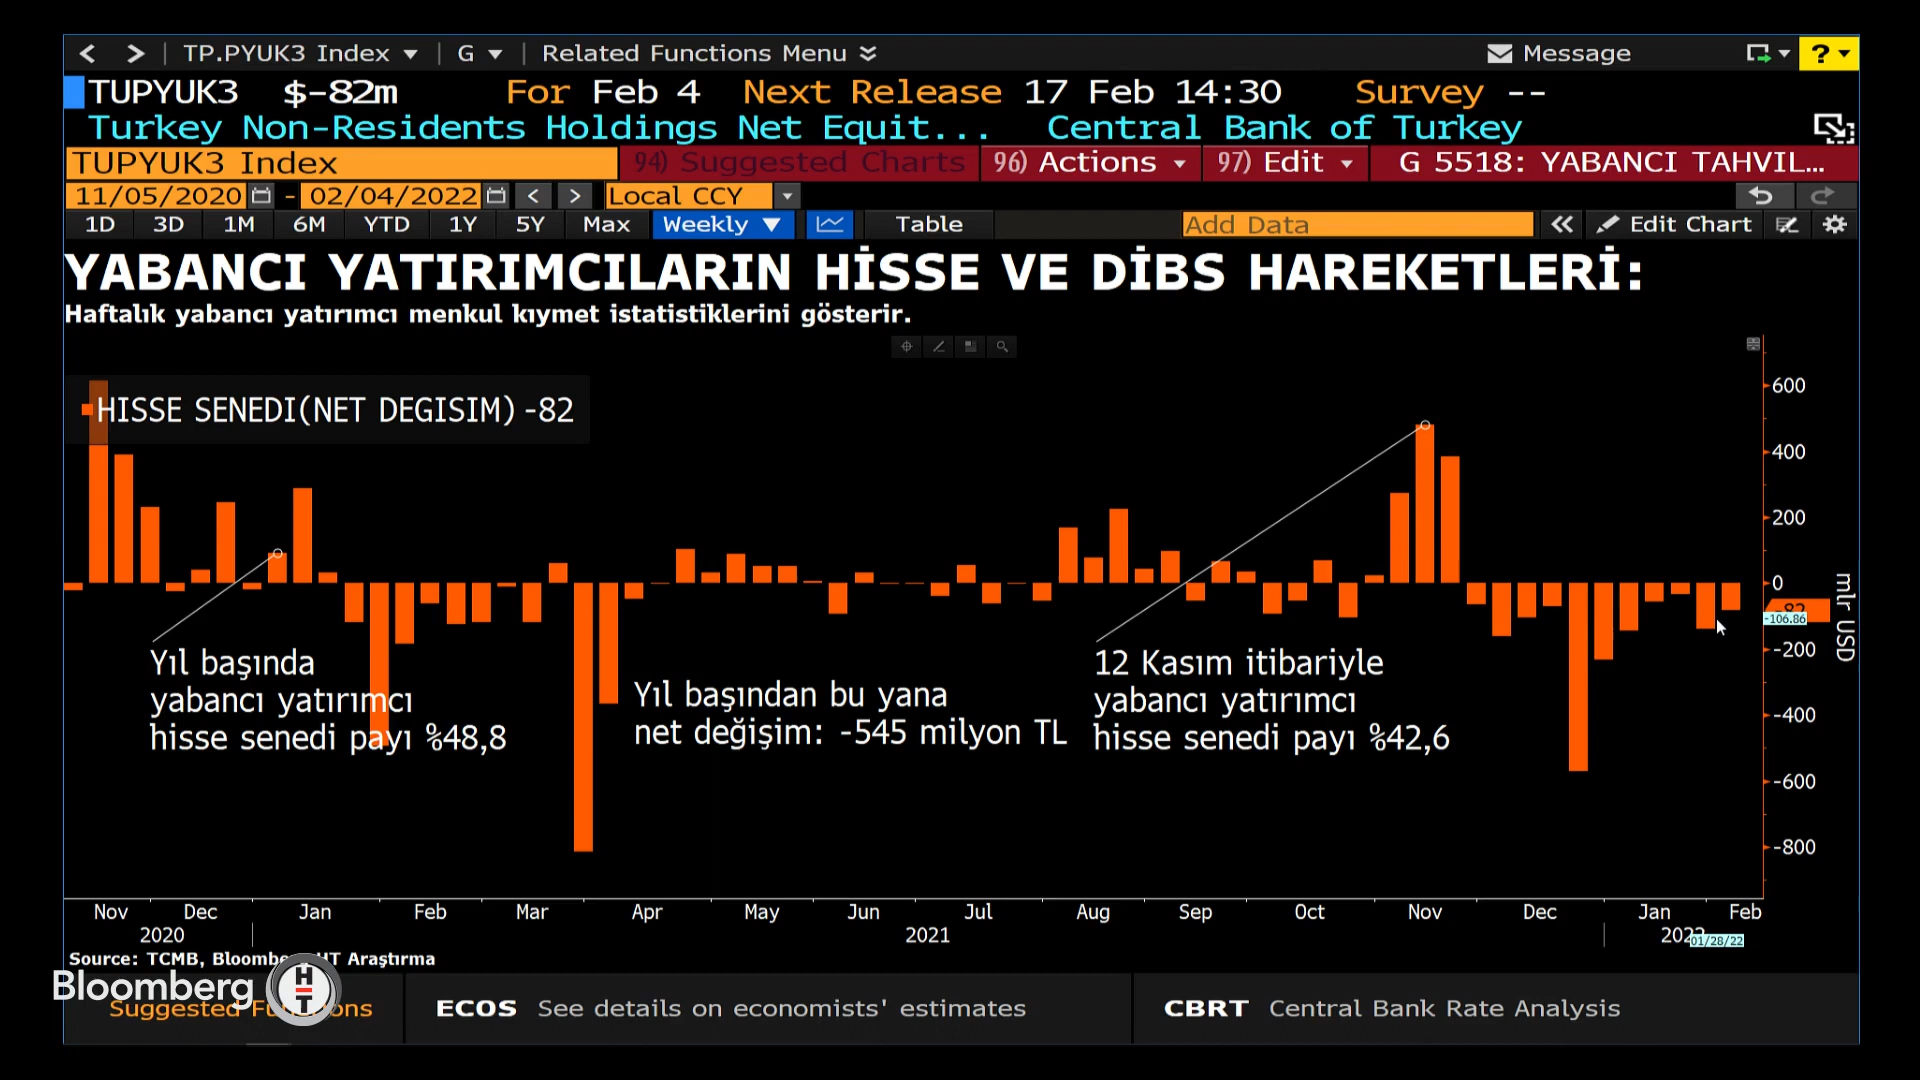 TP.PYUK3 Index G Related Functions Menu Message ?
TUPYUK3 $-82m For Feb 4 Next Release 17 Feb 14:30 Survey --
Turkey Non-Residents Holdings Net Equit... Central Bank of Turkey
TUPYUK3 Index 94) Suggested Charts 96) Actions 97) Edit G 5518: YABANCI TAHVIL...
11/05/2020 - 02/04/2022 Local CCY
1D 3D 1M 6M YTD 1Y 5Y Max Weekly Table Add Data Edit Chart
YABANCI YATIRIMCILARIN HİSSE VE DİBS HAREKETLERİ:
Haftalık yabancı yatırımcı menkul kıymet istatistiklerini gösterir.
HISSE SENEDI(NET DEGISIM) -82
600
400
200
0
-82
-106.86
-200
-400
-600
-800
mlr USD
Yıl başında
yabancı yatırımcı
hisse senedi payı %48,8
Yıl başından bu yana
net değişim: -545 milyon TL
12 Kasım itibariyle
yabancı yatırımcı
hisse senedi payı %42,6
Nov Dec Jan Feb Mar Apr May Jun Jul Aug Sep Oct Nov Dec Jan Feb
2020 2021 2022
01/28/22
Source: TCMB, Bloomberg HT Araştırma
Bloomberg HT
Suggested Functions ECOS See details on economists' estimates CBRT Central Bank Rate Analysis